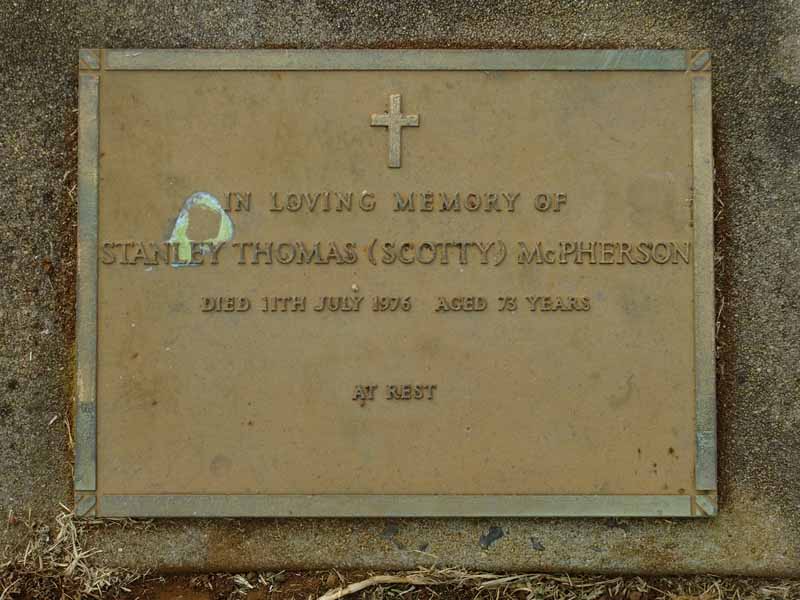 IN LOVING MEMORY OF
STANLEY THOMAS (SCOTTY) McPHERSON
DIED 11TH JULY 1976 AGED 73 YEARS
AT REST